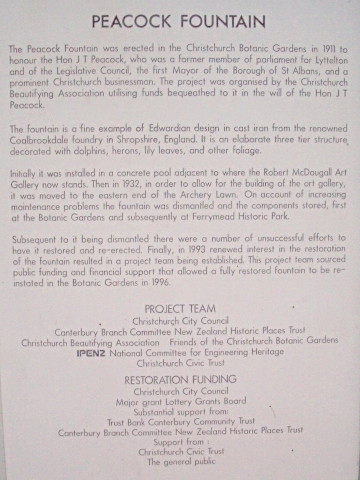 PEACOCK FOUNTAIN
The Peacock Fountain was erected in the Christchurch Botanic Gardens in 1911 to
honour the Hon J T Peacock, who was a former member of parliament for Lyttelton
and of the Legislative Council, the first Mayor of the Borough of St Albans, and a
prominent Christchurch businessman. The project was organised by the Christchurch
Beautifying Association utilising funds bequeathed to it in the will of the Hon J T
Peacock.
The fountain is a fine example of Edwardian design in cast iron from the renowned
Coalbrookdale foundry in Shropshire, England. It is an elaborate three tier structure,
decorated with dolphins, herons, lily leaves, and other foliage.
Initially it was installed in a concrete pool adjacent to where the Robert McDougall Art
Gallery now stands. Then in 1932, in order to allow for the building of the art gallery,
it was moved to the eastern end of the Archery Lawn. On account of increasing
maintenance problems the fountain was dismantled and the components stored, first
at the Botanic Gardens and subsequently at Ferrymead Historic Park.
Subsequent to it being dismantled there were a number of unsuccessful efforts to
have it restored and re-erected. Finally, in 1993 renewed interest in the restoration
of the fountain resulted in a project team being established. This project team sourced
public funding and financial support that allowed a fully restored fountain to be re-
instated in the Botanic Gardens in 1996.
PROJECT TEAM
Christchurch City Council
Canterbury Branch Committee New Zealand Historic Places Trust
Christchurch Beautifying Association Friends of the Christchurch Botanic Gardens
IPENZ National Committee for Engineering Heritage
Christchurch Civic Trust
RESTORATION FUNDING
Christchurch City Council
Major grant Lottery Grants Board
Substantial support from:
Trust Bank Canterbury Community Trust
Canterbury Branch Committee New Zealand Historic Places Trust
Support from :
Christchurch Civic Trust
The general public